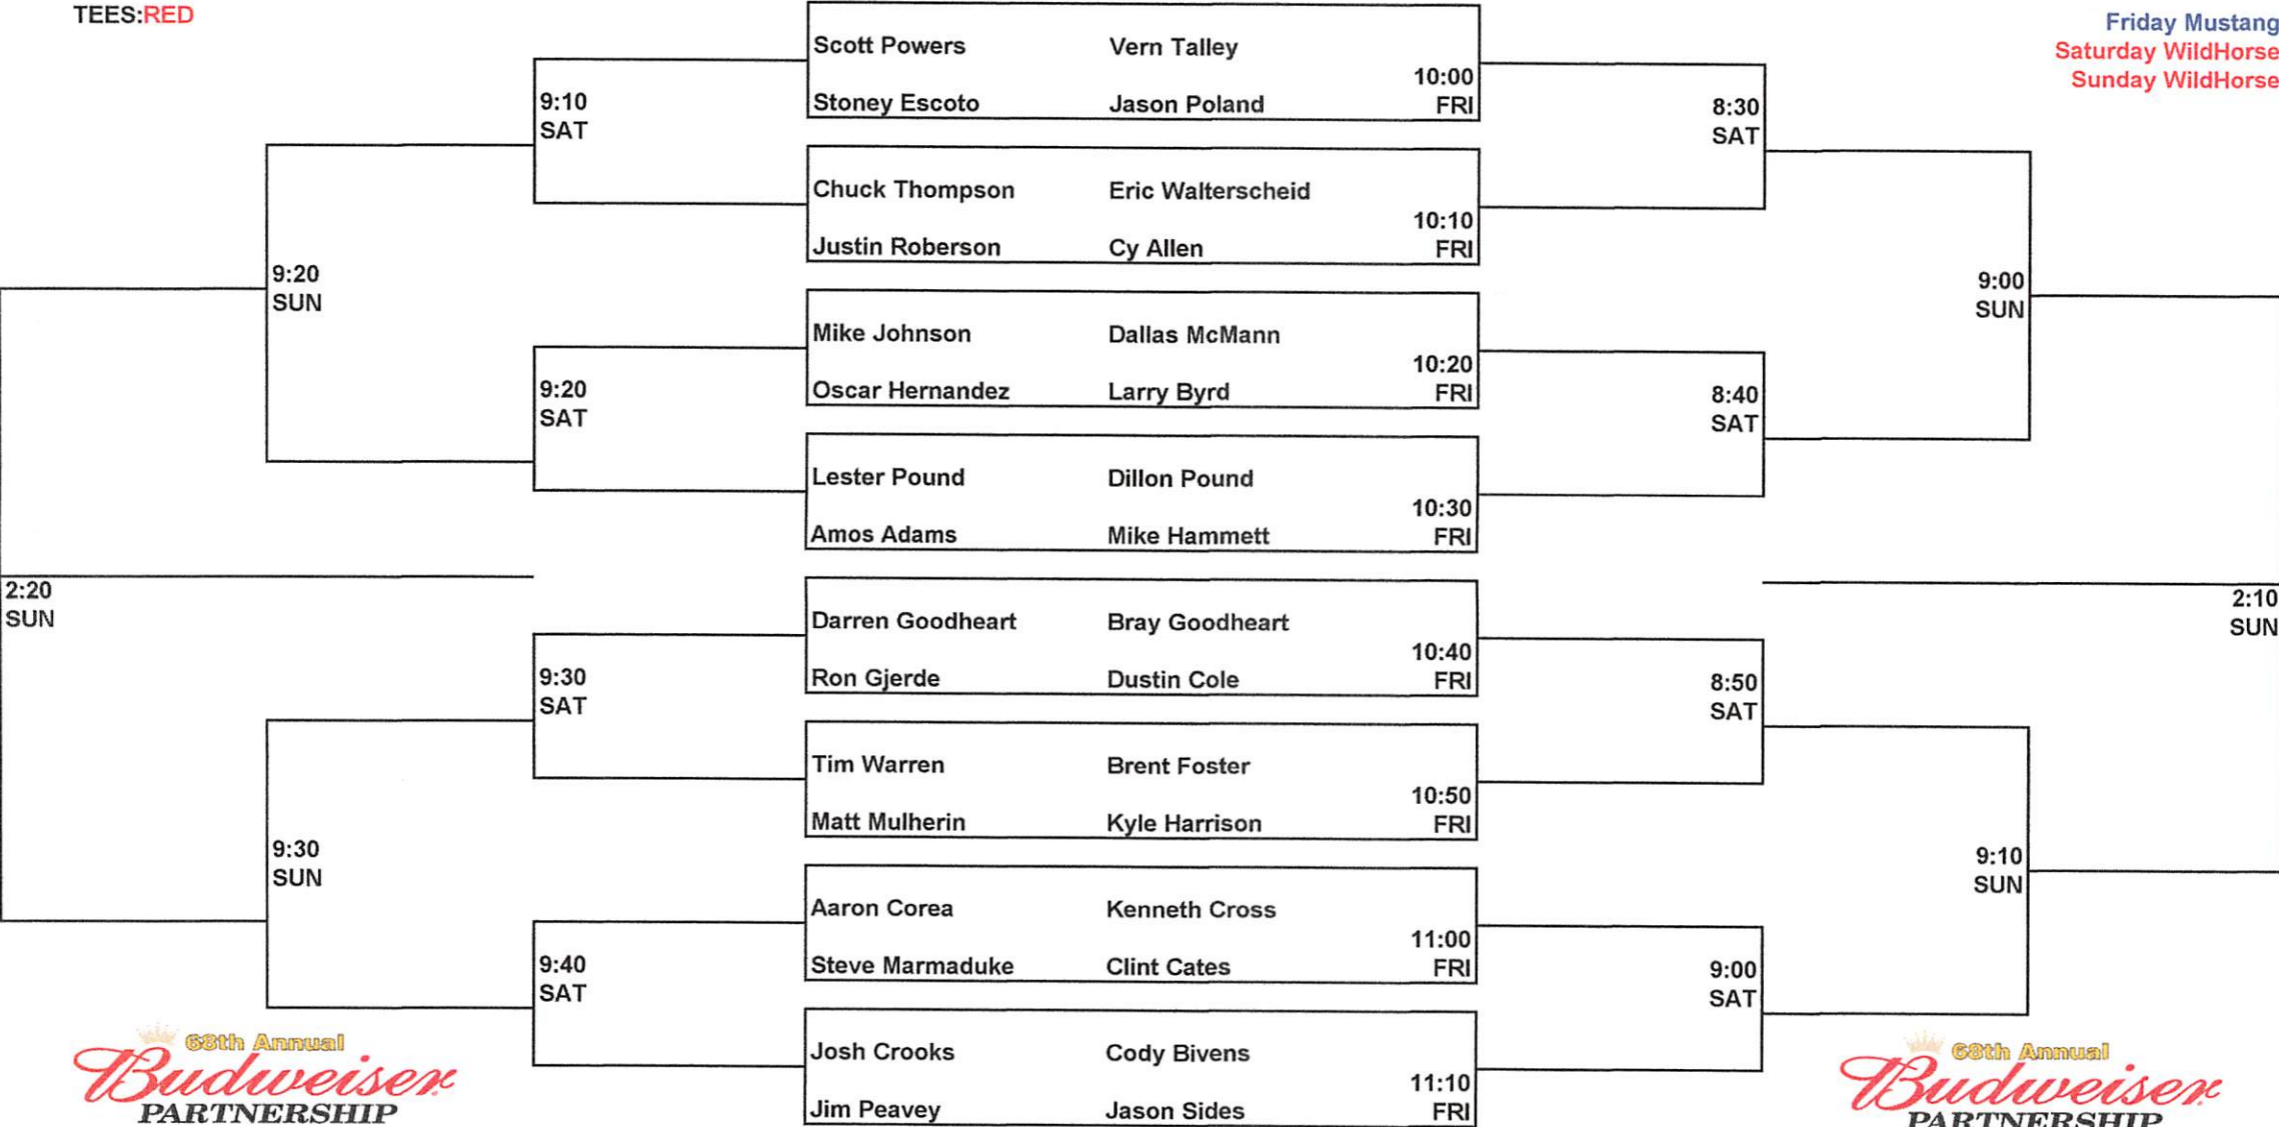 TEES:RED
Friday Mustang
Saturday WildHorse
Sunday WildHorse
Scott Powers Vern Talley
10:00
Stoney Escoto Jason Poland FRI
9:10
SAT
8:30
SAT
Chuck Thompson Eric Walterscheid
10:10
Justin Roberson Cy Allen FRI
9:20
SUN
9:00
SUN
Mike Johnson Dallas McMann
10:20
Oscar Hernandez Larry Byrd FRI
9:20
SAT
8:40
SAT
Lester Pound Dillon Pound
10:30
Amos Adams Mike Hammett FRI
2:20
SUN
2:10
SUN
Darren Goodheart Bray Goodheart
10:40
Ron Gjerde Dustin Cole FRI
9:30
SAT
8:50
SAT
Tim Warren Brent Foster
10:50
Matt Mulherin Kyle Harrison FRI
9:30
SUN
9:10
SUN
Aaron Corea Kenneth Cross
11:00
Steve Marmaduke Clint Cates FRI
9:40
SAT
9:00
SAT
Josh Crooks Cody Bivens
11:10
Jim Peavey Jason Sides FRI
68th Annual
Budweiser
PARTNERSHIP
68th Annual
Budweiser
PARTNERSHIP